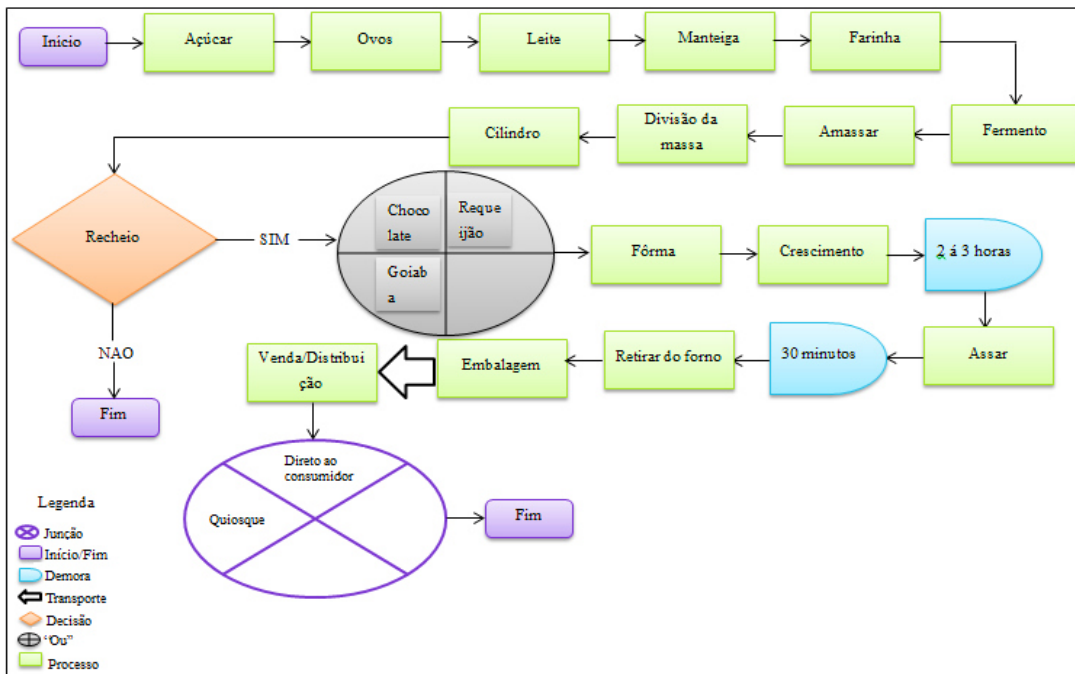 Início
Açúcar
Ovos
Leite
Manteiga
Farinha
Fermento
Amassar
Divisão da
massa
Cilindro
Recheio
SIM
NAO
Fim
Choco
late
Reque
ijão
Goiab
a
Fôrma
Crescimento
2 á 3 horas
Assar
30 minutos
Retirar do forno
Embalagem
Venda/Distribui
ção
Direto ao
consumidor
Quiosque
Fim
Legenda
Junção
Início/Fim
Demora
Transporte
Decisão
“Ou”
Processo